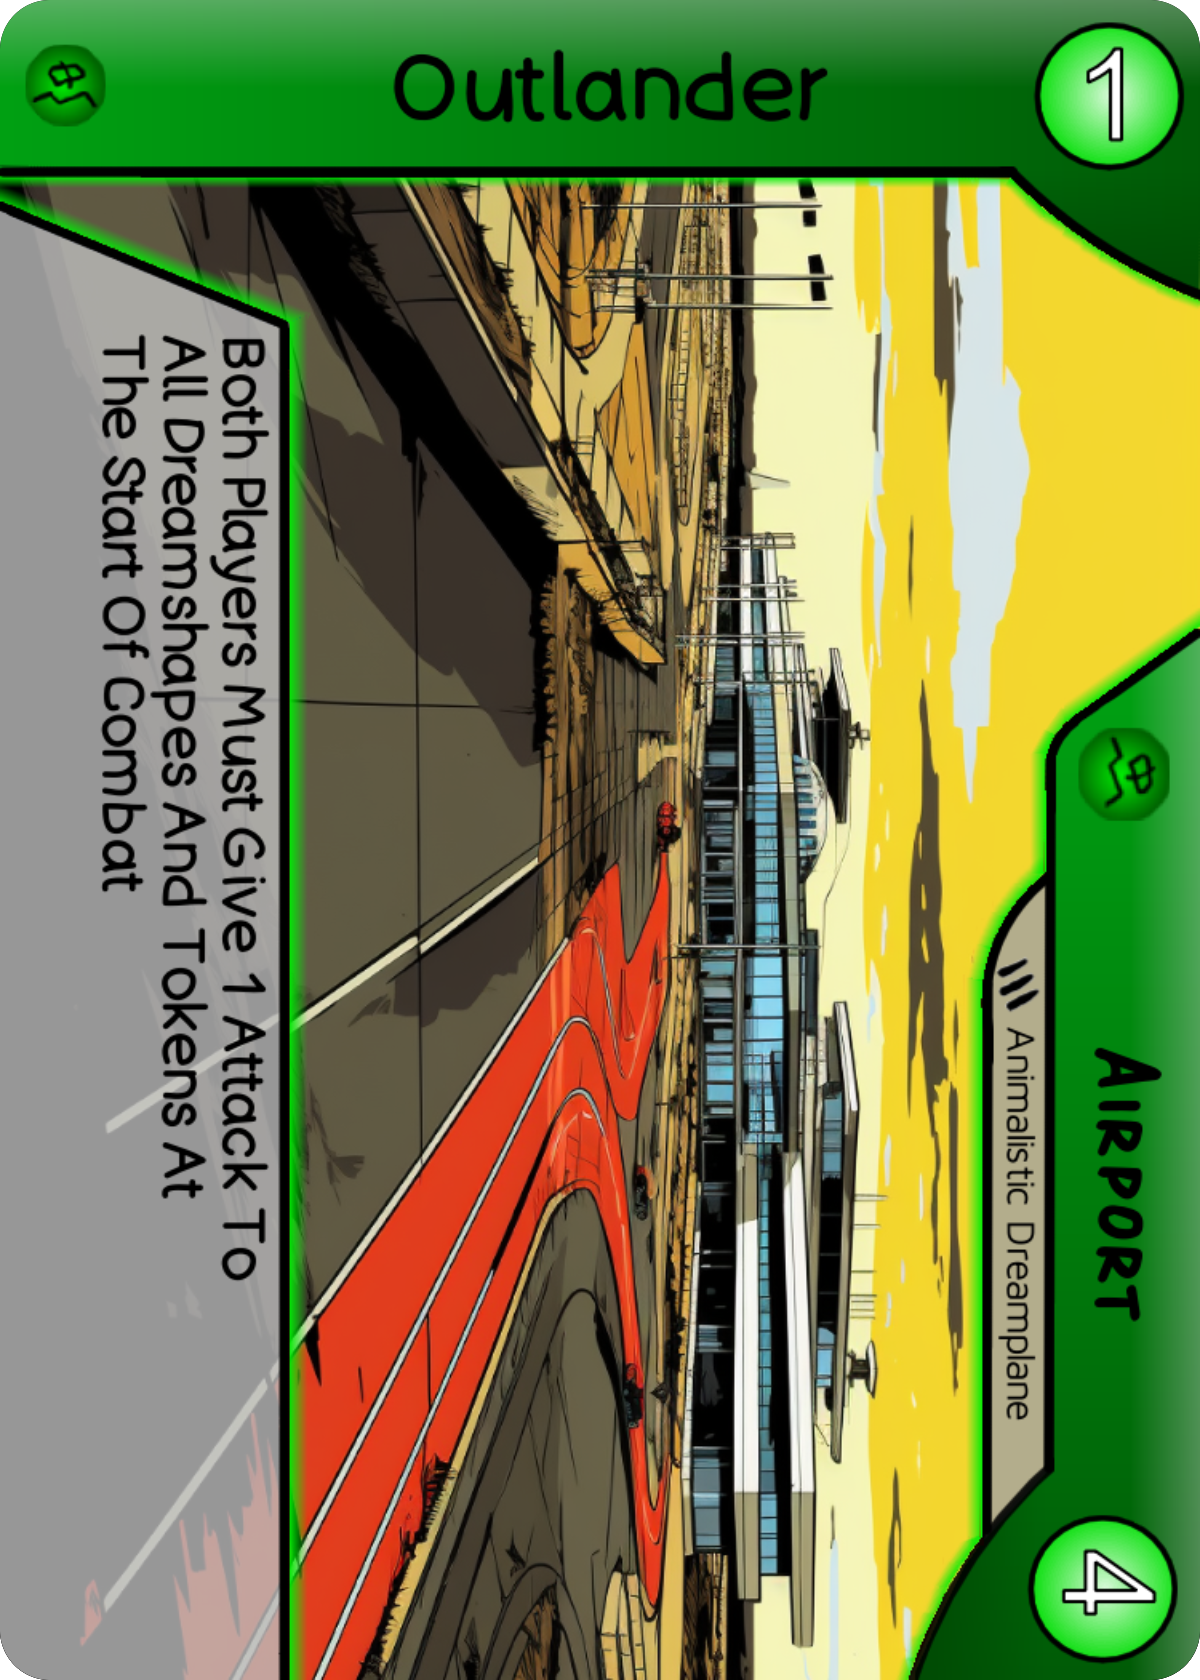 Outlander
1
AIRPORT
4
Animalistic Dreamplane
Both Players Must Give 1 Attack To
All Dreamshapes And Tokens At
The Start Of Combat